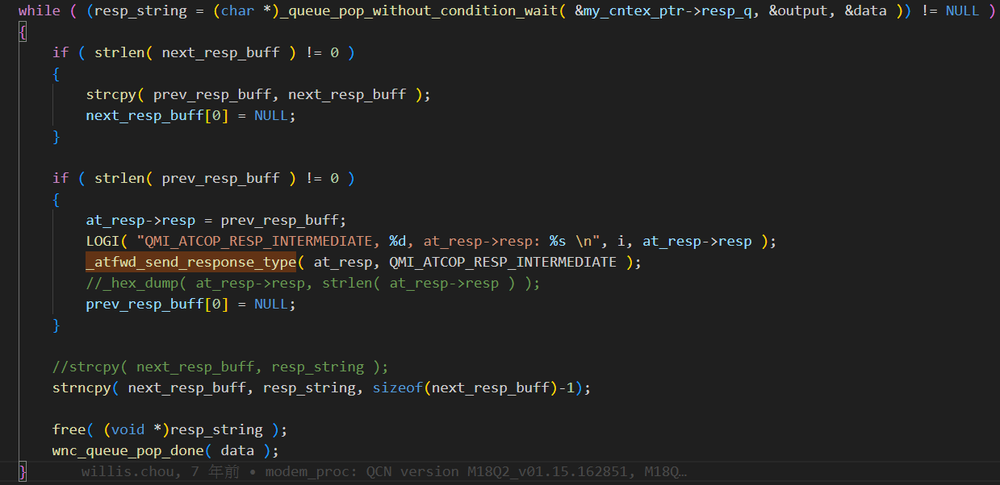 while ( (resp_string = (char *)_queue_pop_without_condition_wait( &my_cntex_ptr->resp_q, &output, &data )) != NULL )
{
    if ( strlen( next_resp_buff ) != 0 )
    {
        strcpy( prev_resp_buff, next_resp_buff );
        next_resp_buff[0] = NULL;
    }
    if ( strlen( prev_resp_buff ) != 0 )
    {
        at_resp->resp = prev_resp_buff;
        LOGI( "QMI_ATCOP_RESP_INTERMEDIATE, %d, at_resp->resp: %s \n", i, at_resp->resp );
        _atfwd_send_response_type( at_resp, QMI_ATCOP_RESP_INTERMEDIATE );
        //_hex_dump( at_resp->resp, strlen( at_resp->resp ) );
        prev_resp_buff[0] = NULL;
    }
    //strcpy( next_resp_buff, resp_string );
    strncpy( next_resp_buff, resp_string, sizeof(next_resp_buff)-1);
    free( (void *)resp_string );
    wnc_queue_pop_done( data );
}       willis.chou, 7 年前 • modem_proc: QCN version M18Q2_v01.15.162851, M18Q…